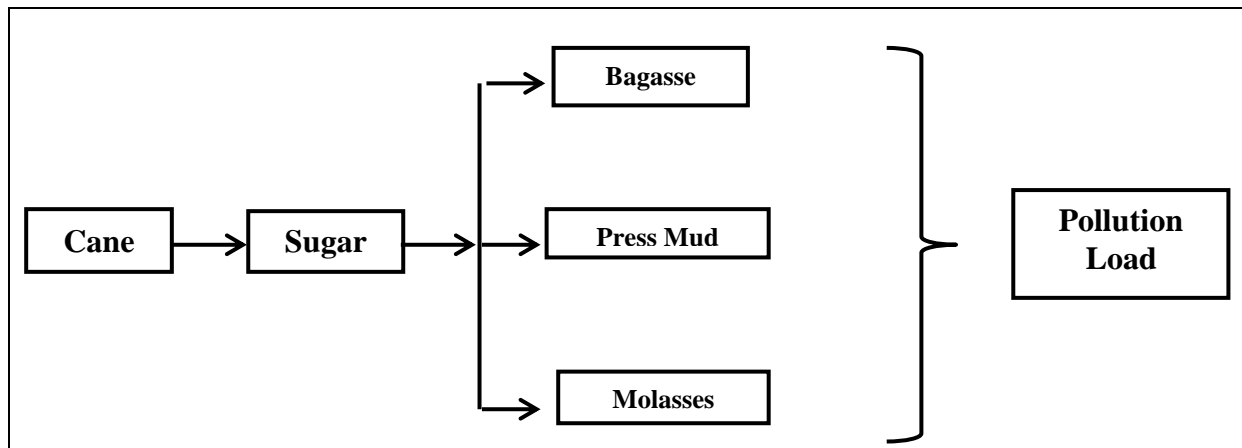 Bagasse
Cane
Sugar
Press Mud
Molasses
Pollution
Load